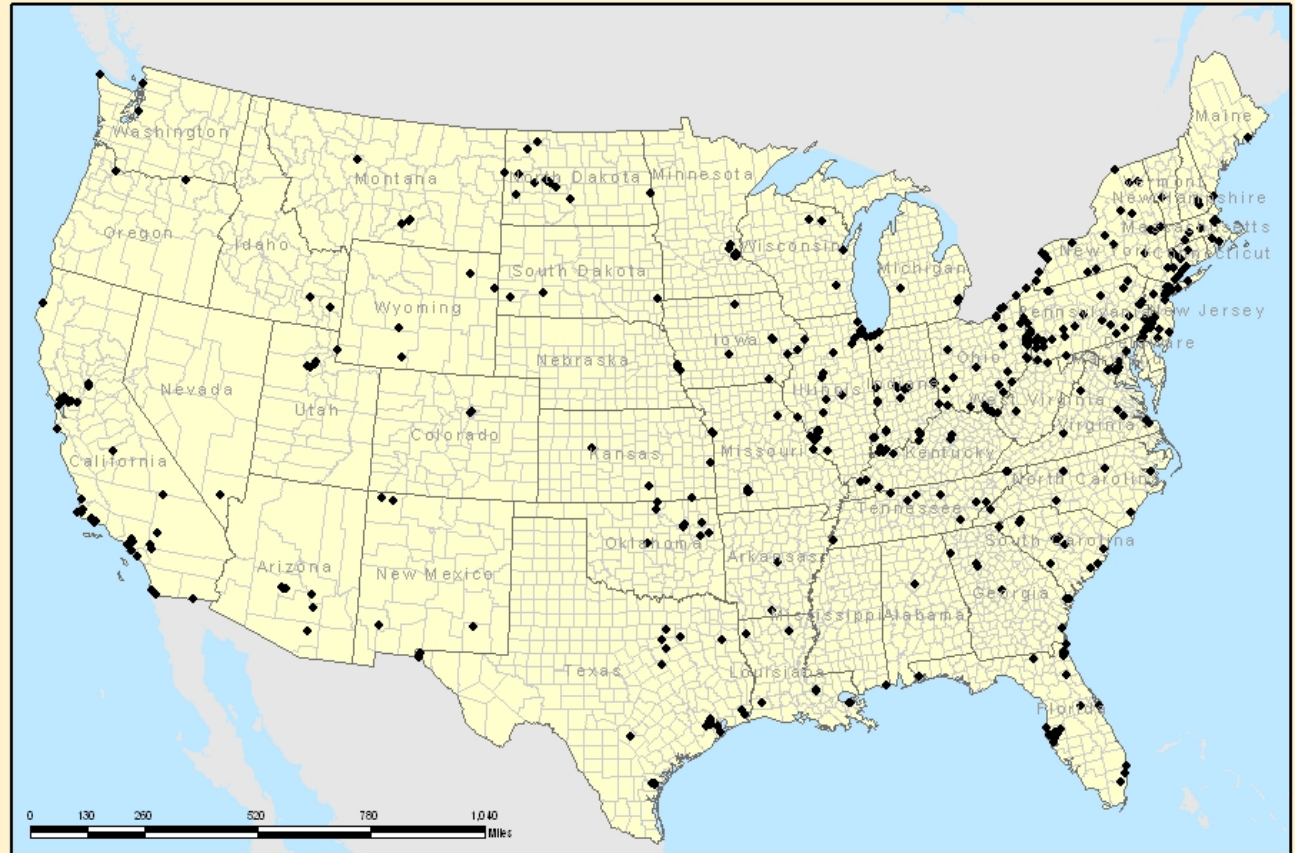 Maine
Washington
Montana
North Dakota
Minnesota
Vermont
New Hampshire
Oregon
Idaho
Wisconsin
Massachusetts
New York
Connecticut
South Dakota
Michigan
Wyoming
Pennsylvania
New Jersey
Iowa
Nebraska
Ohio
Delaware
Nevada
Illinois
Indiana
Utah
Colorado
West Virginia
Virginia
California
Kansas
Missouri
Kentucky
North Carolina
Tennessee
Oklahoma
Arkansas
South Carolina
Arizona
New Mexico
Georgia
Mississippi
Alabama
Texas
Louisiana
Florida
0 130 260 520 780 1,040
Miles